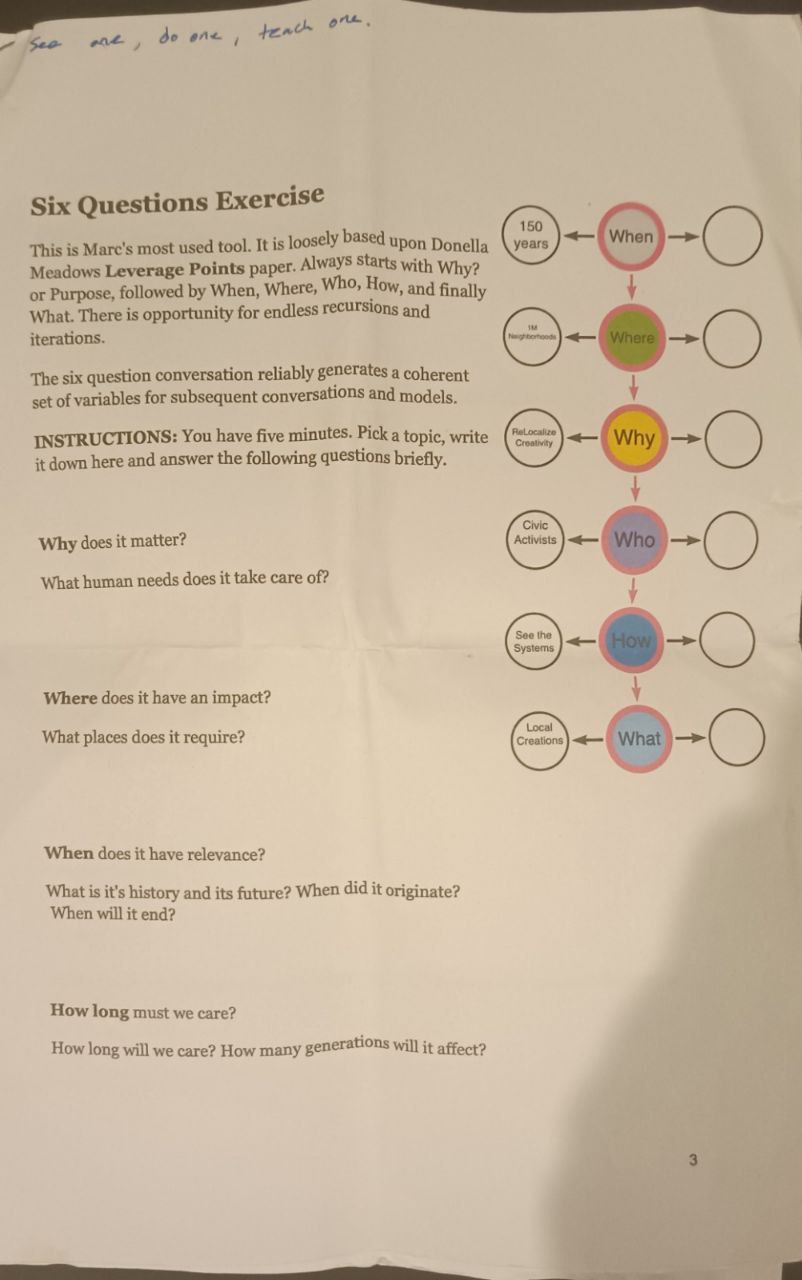 see one, do one, teach one.
Six Questions Exercise
This is Marc's most used tool. It is loosely based upon Donella
Meadows Leverage Points paper. Always starts with Why?
or Purpose, followed by When, Where, Who, How, and finally
What. There is opportunity for endless recursions and
iterations.
The six question conversation reliably generates a coherent
set of variables for subsequent conversations and models.
INSTRUCTIONS: You have five minutes. Pick a topic, write
it down here and answer the following questions briefly.
Why does it matter?
What human needs does it take care of?
Where does it have an impact?
What places does it require?
When does it have relevance?
What is it's history and its future? When did it originate?
When will it end?
How long must we care?
How long will we care? How many generations will it affect?
150
years
When
1M
Neighborhoods
Where
ReLocalize
Creativity
Why
Civic
Activists
Who
See the
Systems
How
Local
Creations
What
3